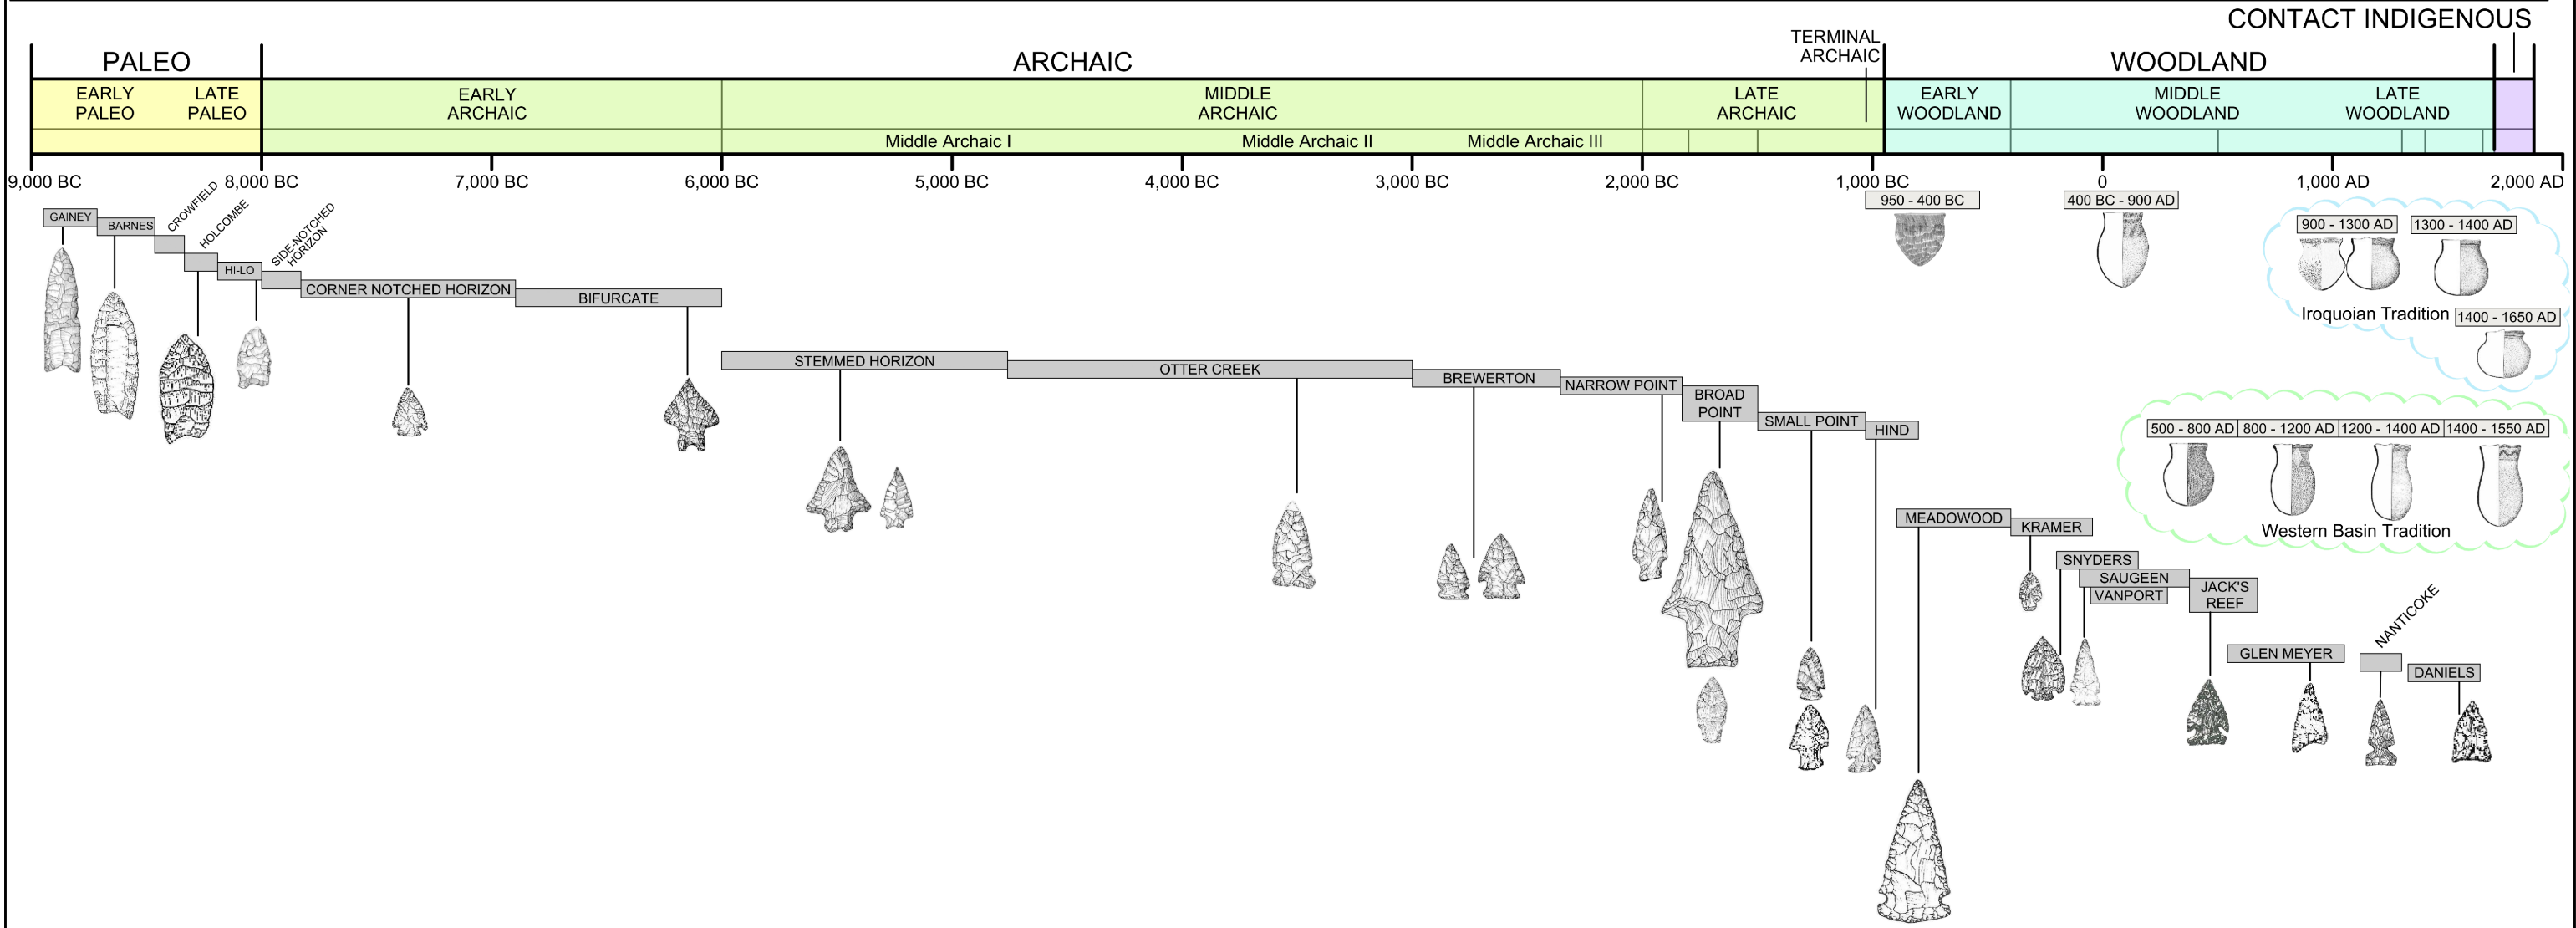 CONTACT INDIGENOUS
TERMINAL
ARCHAIC
PALEO
ARCHAIC
WOODLAND
EARLY
PALEO
LATE
PALEO
EARLY
ARCHAIC
MIDDLE
ARCHAIC
LATE
ARCHAIC
EARLY
WOODLAND
MIDDLE
WOODLAND
LATE
WOODLAND
Middle Archaic I
Middle Archaic II
Middle Archaic III
9,000 BC
8,000 BC
7,000 BC
6,000 BC
5,000 BC
4,000 BC
3,000 BC
2,000 BC
1,000 BC
0
1,000 AD
2,000 AD
GAINEY
BARNES
CROWFIELD
HOLCOMBE
HI-LO
SIDE-NOTCHED
HORIZON
CORNER NOTCHED HORIZON
BIFURCATE
STEMMED HORIZON
OTTER CREEK
BREWERTON
NARROW POINT
BROAD
POINT
SMALL POINT
HIND
950 - 400 BC
400 BC - 900 AD
900 - 1300 AD
1300 - 1400 AD
Iroquoian Tradition
1400 - 1650 AD
500 - 800 AD
800 - 1200 AD
1200 - 1400 AD
1400 - 1550 AD
Western Basin Tradition
MEADOWOOD
KRAMER
SNYDERS
SAUGEEN
VANPORT
JACK'S
REEF
GLEN MEYER
NANTICOKE
DANIELS